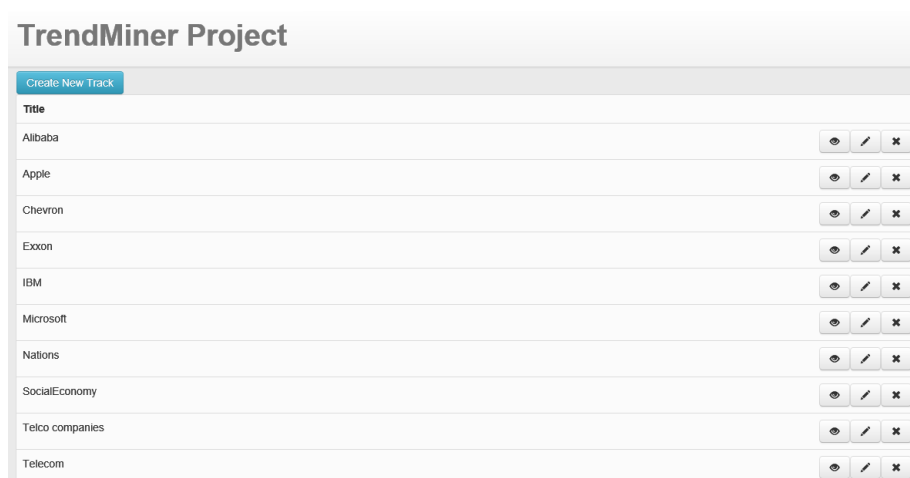 TrendMiner Project
Create New Track
Title
Alibaba
Apple
Chevron
Exxon
IBM
Microsoft
Nations
SocialEconomy
Telco companies
Telecom